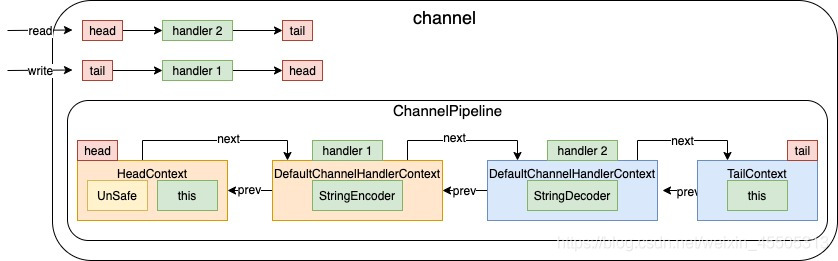 channel
read
head
handler 2
tail
write
tail
handler 1
head
ChannelPipeline
head
next
handler 1
next
handler 2
next
tail
HeadContext
UnSafe
this
prev
DefaultChannelHandlerContext
StringEncoder
prev
DefaultChannelHandlerContext
StringDecoder
prev
TailContext
this